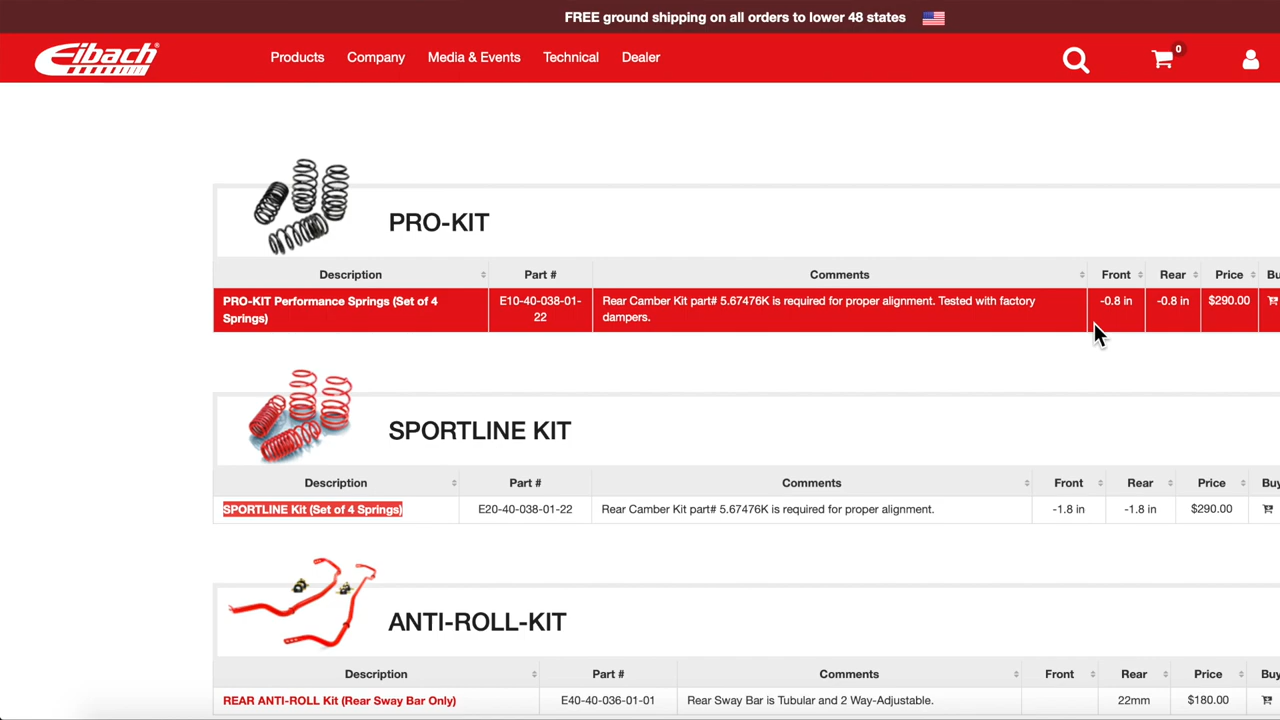 FREE ground shipping on all orders to lower 48 states
Eibach®
Products Company Media & Events Technical Dealer
0
PRO-KIT
Description Part # Comments Front Rear Price Bu
PRO-KIT Performance Springs (Set of 4 E10-40-038-01- Rear Camber Kit part# 5.67476K is required for proper alignment. Tested with factory -0.8 in -0.8 in $290.00
Springs) 22 dampers.
SPORTLINE KIT
Description Part # Comments Front Rear Price Buy
SPORTLINE Kit (Set of 4 Springs) E20-40-038-01-22 Rear Camber Kit part# 5.67476K is required for proper alignment. -1.8 in -1.8 in $290.00
ANTI-ROLL-KIT
Description Part # Comments Front Rear Price Buy
REAR ANTI-ROLL Kit (Rear Sway Bar Only) E40-40-036-01-01 Rear Sway Bar is Tubular and 2 Way-Adjustable. 22mm $180.00